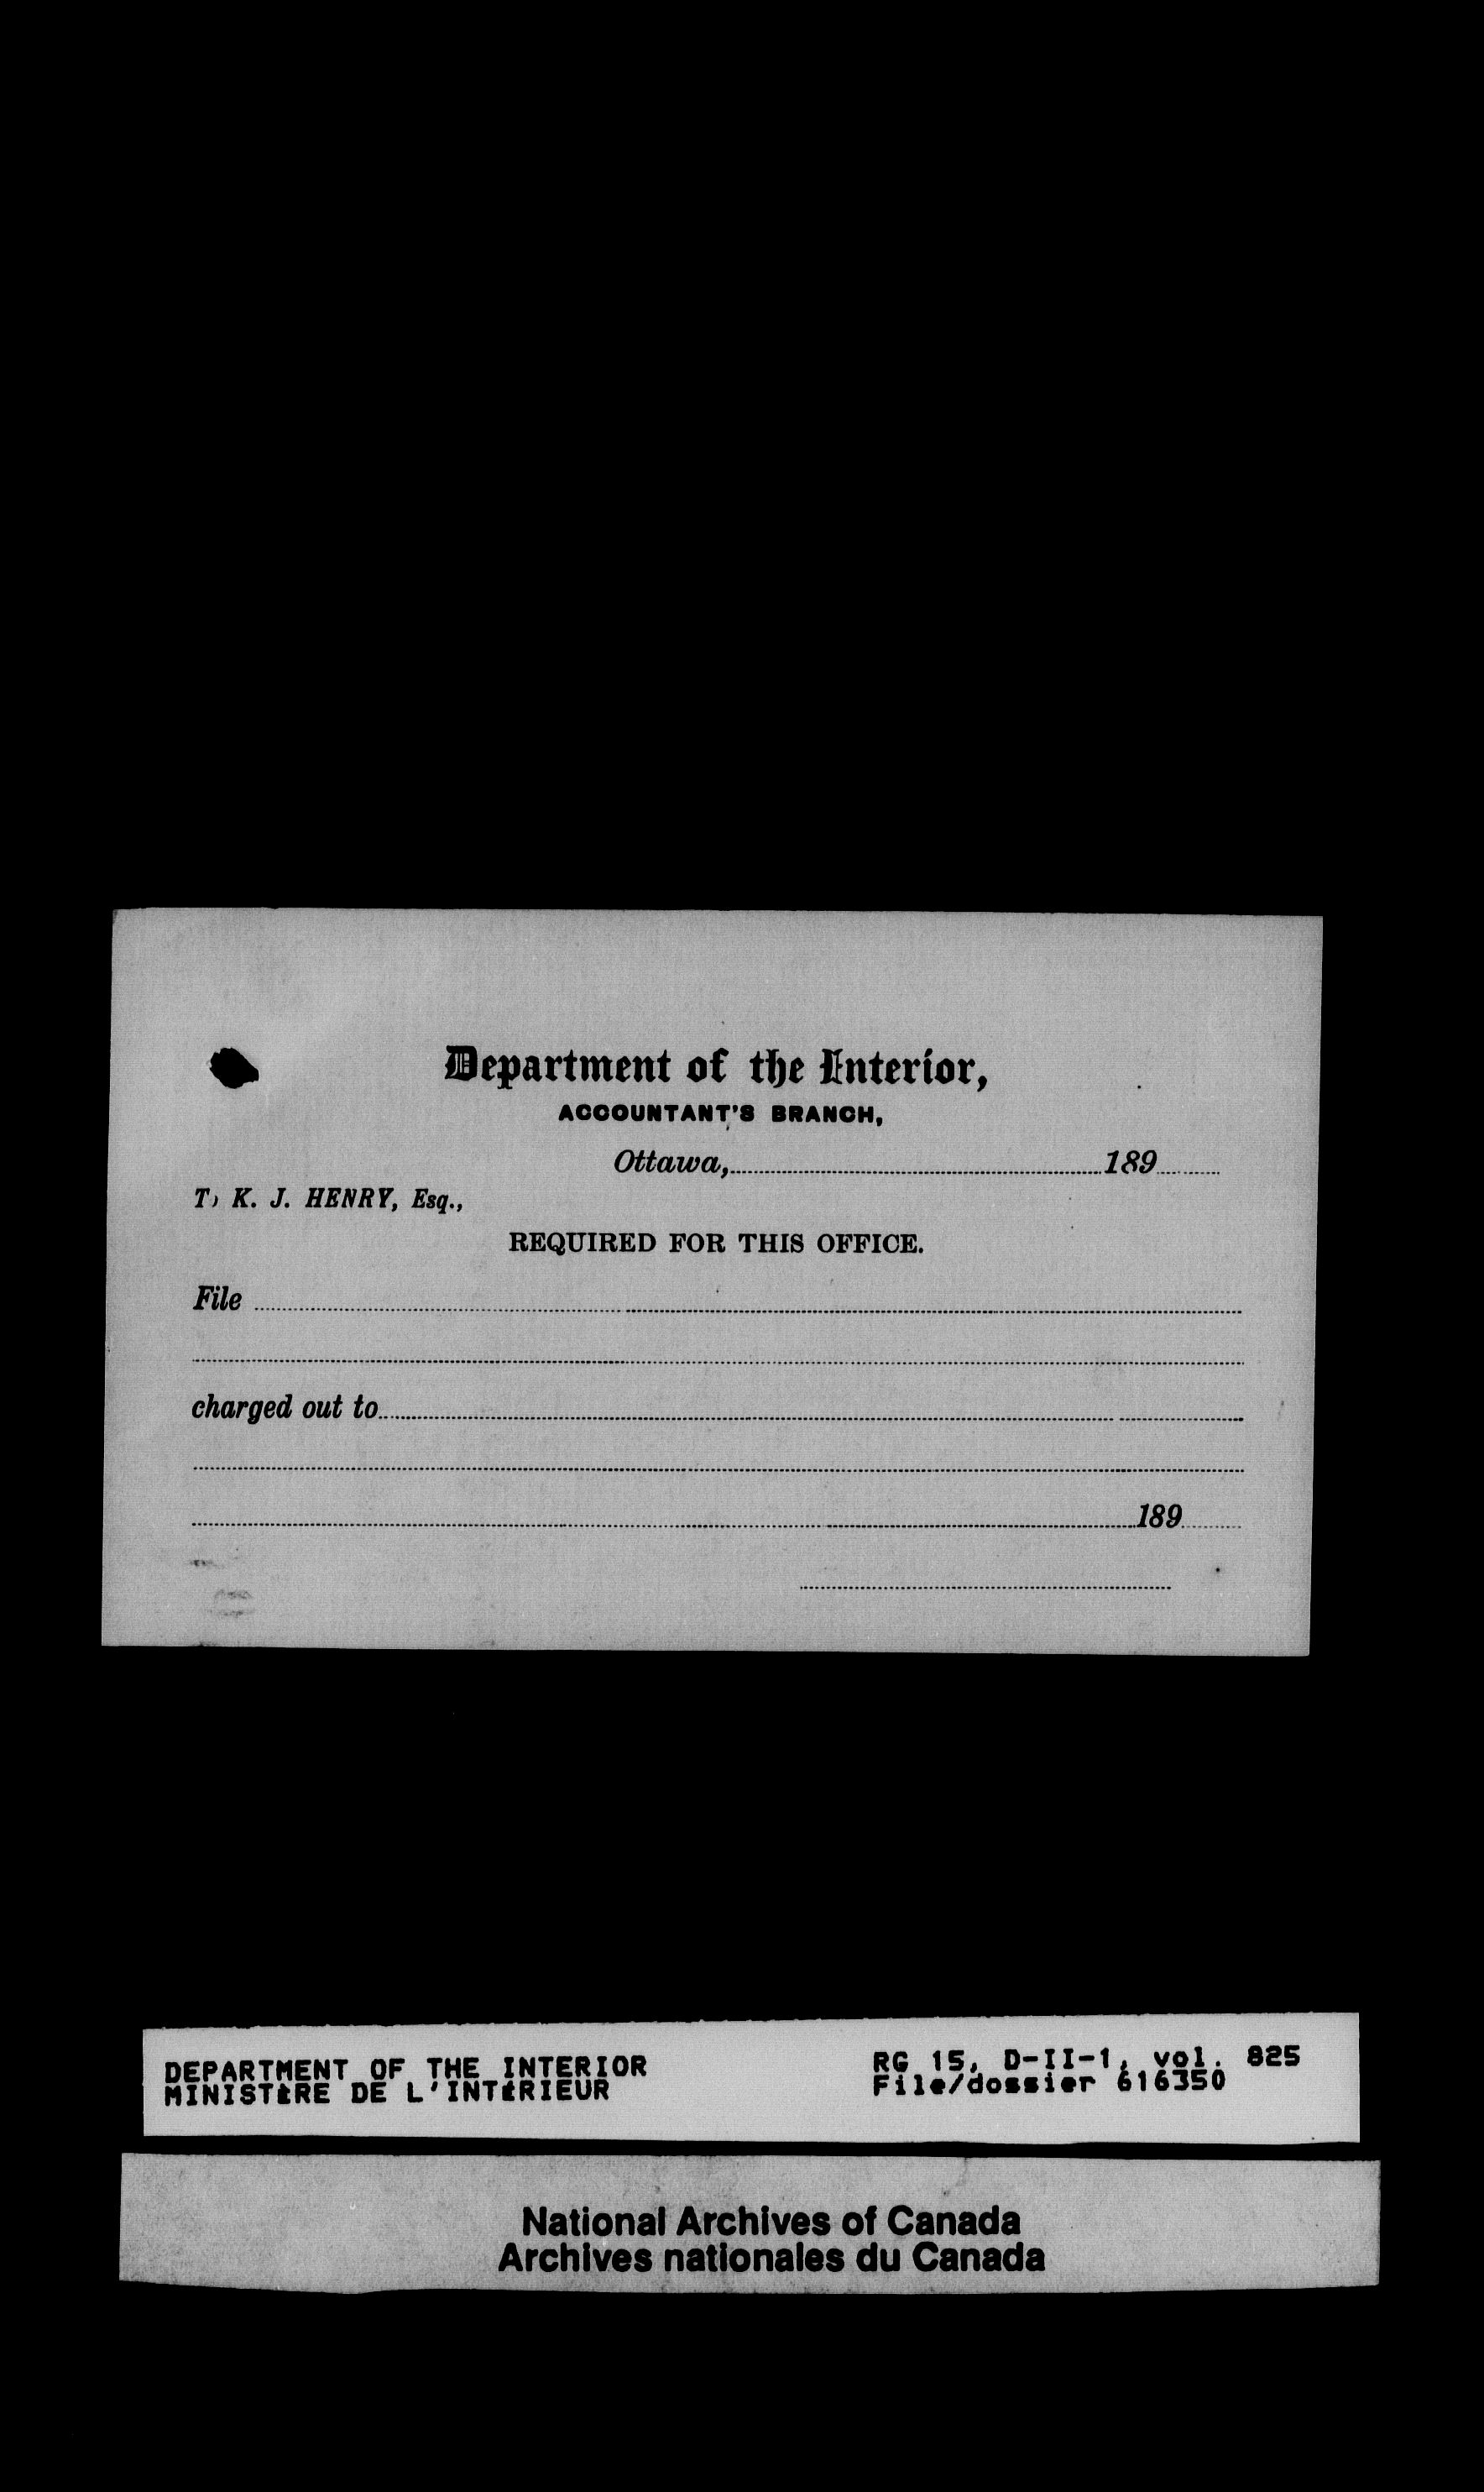 Department of the Interior,
ACCOUNTANT'S BRANCH,
Ottawa,..........189......
To K. J. HENRY, Esq.,
REQUIRED FOR THIS OFFICE.
File ..........
charged out to..........
..........189......
DEPARTMENT OF THE INTERIOR
MINISTÈRE DE L'INTÉRIEUR
RG 15, D-II-1, vol. 825
File/dossier 616350
National Archives of Canada
Archives nationales du Canada